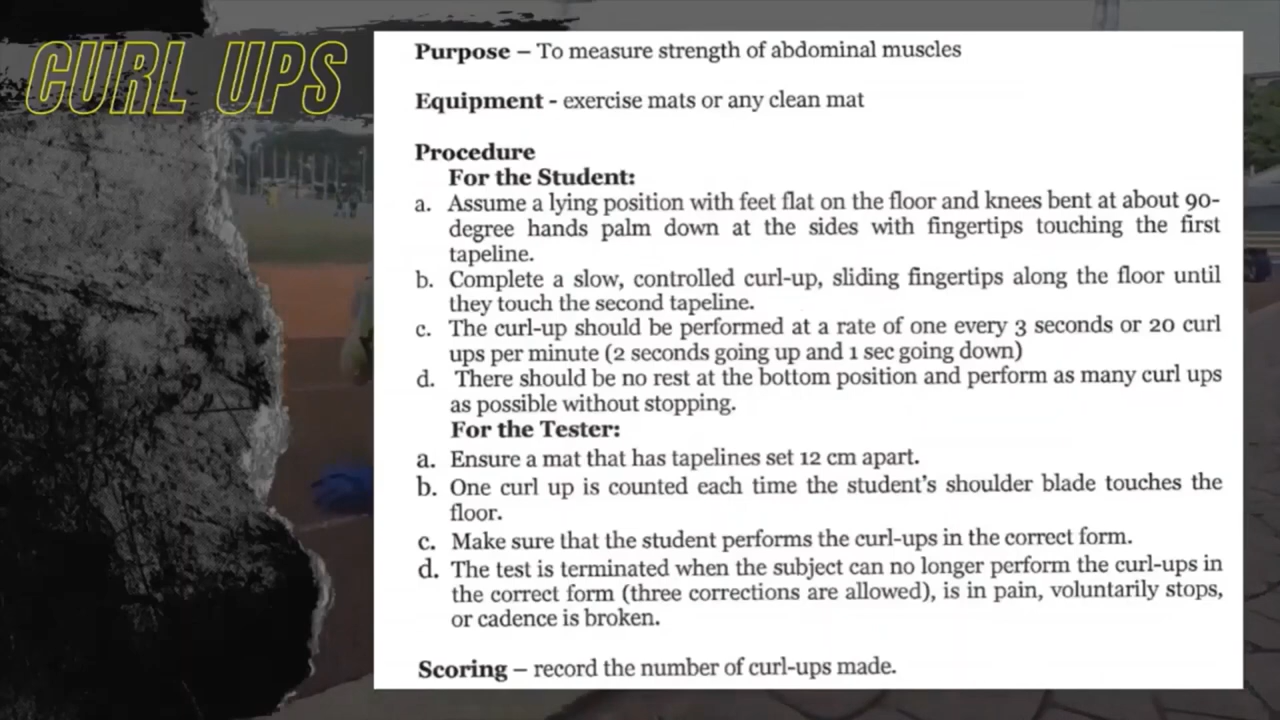 CURL UPS
Purpose – To measure strength of abdominal muscles
Equipment - exercise mats or any clean mat
Procedure
For the Student:
a. Assume a lying position with feet flat on the floor and knees bent at about 90-
degree hands palm down at the sides with fingertips touching the first
tapeline.
b. Complete a slow, controlled curl-up, sliding fingertips along the floor until
they touch the second tapeline.
c. The curl-up should be performed at a rate of one every 3 seconds or 20 curl
ups per minute (2 seconds going up and 1 sec going down)
d. There should be no rest at the bottom position and perform as many curl ups
as possible without stopping.
For the Tester:
a. Ensure a mat that has tapelines set 12 cm apart.
b. One curl up is counted each time the student's shoulder blade touches the
floor.
c. Make sure that the student performs the curl-ups in the correct form.
d. The test is terminated when the subject can no longer perform the curl-ups in
the correct form (three corrections are allowed), is in pain, voluntarily stops,
or cadence is broken.
Scoring – record the number of curl-ups made.